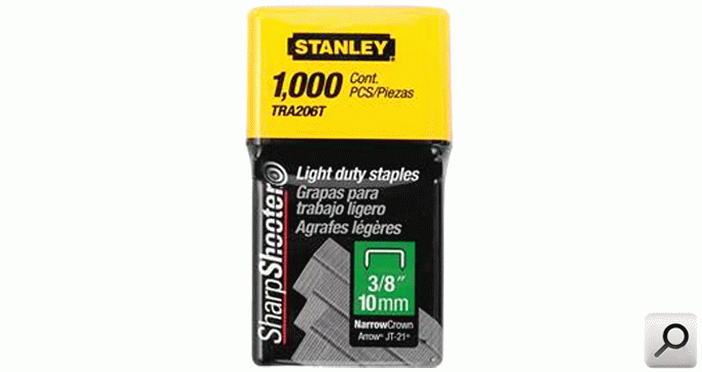 STANLEY
1,000 Cont. PCS/Piezas
TRA206T
SharpShooter
Light duty staples
Grapas para
trabajo ligero
Agrafes légères
3/8"
10mm
NarrowCrown
Arrow® JT-21®